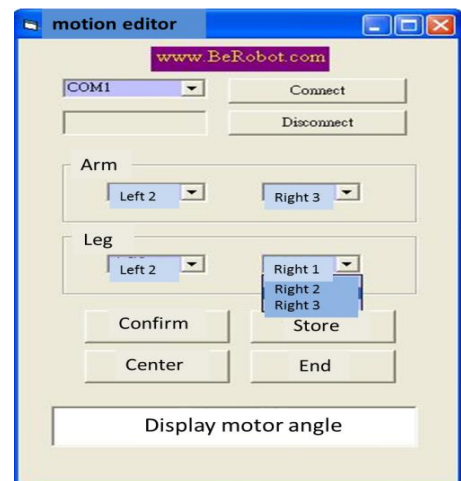 motion editor
www.BeRobot.com
COM1
Connect
Disconnect
Arm
Left 2
Right 3
Leg
Left 2
Right 1
Right 2
Right 3
Confirm
Store
Center
End
Display motor angle